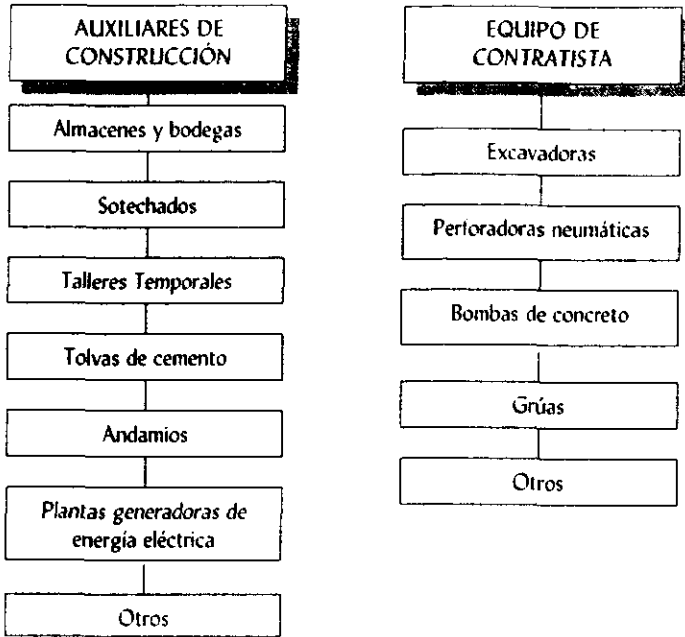 AUXILIARES DE
CONSTRUCCIÓN
Almacenes y bodegas
Sotechados
Talleres Temporales
Tolvas de cemento
Andamios
Plantas generadoras de
energía eléctrica
Otros
EQUIPO DE
CONTRATISTA
Excavadoras
Perforadoras neumáticas
Bombas de concreto
Grúas
Otros